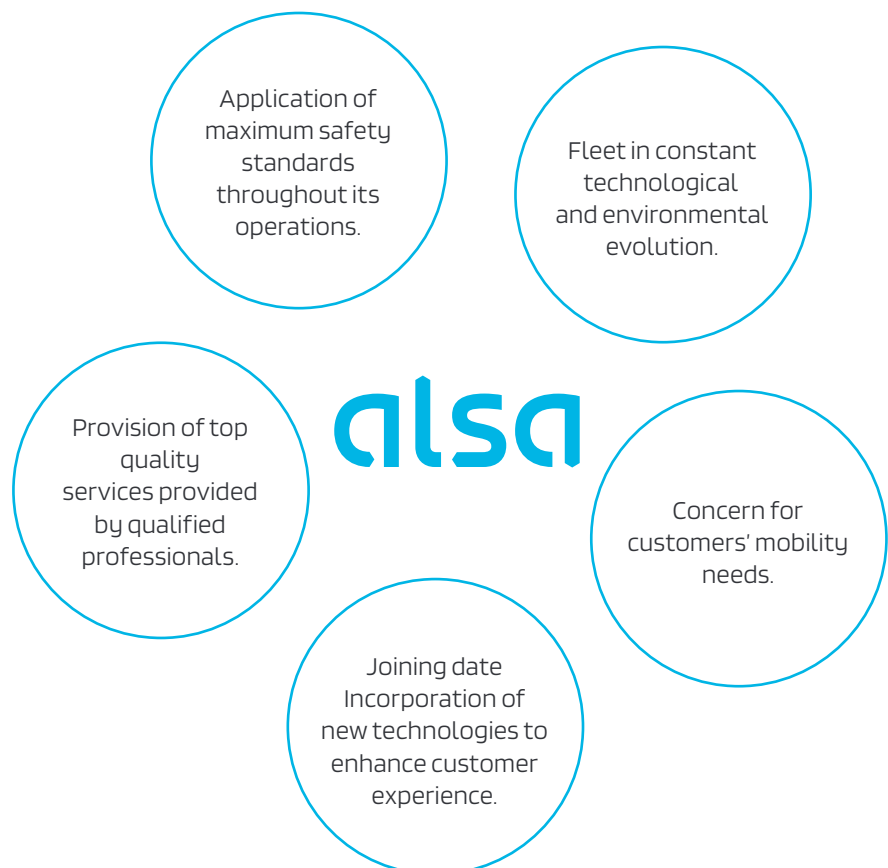 Application of
maximum safety
standards
throughout its
operations.
Fleet in constant
technological
and environmental
evolution.
alsa
Provision of top
quality
services provided
by qualified
professionals.
Concern for
customers’ mobility
needs.
Joining date
Incorporation of
new technologies to
enhance customer
experience.